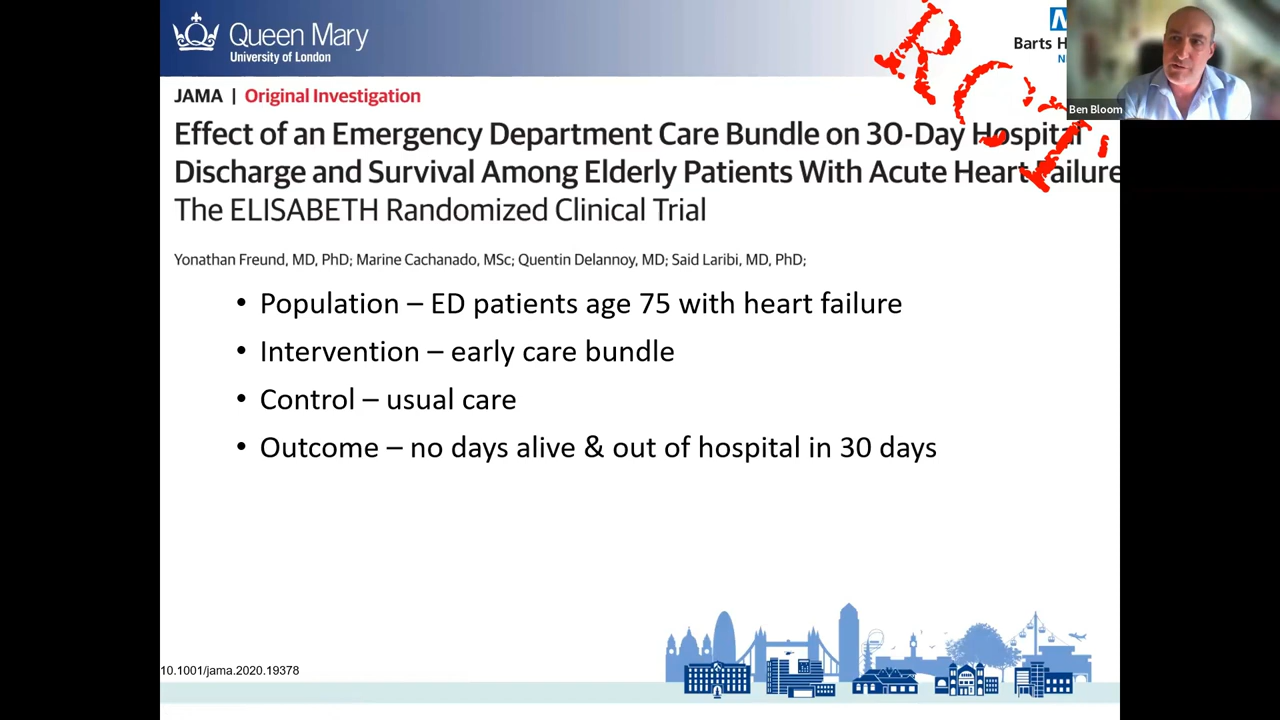 Queen Mary
University of London
Barts H
N
RCT
Ben Bloom
JAMA | Original Investigation
Effect of an Emergency Department Care Bundle on 30-Day Hospital
Discharge and Survival Among Elderly Patients With Acute Heart Failure
The ELISABETH Randomized Clinical Trial
Yonathan Freund, MD, PhD; Marine Cachanado, MSc; Quentin Delannoy, MD; Said Laribi, MD, PhD;
• Population – ED patients age 75 with heart failure
• Intervention – early care bundle
• Control – usual care
• Outcome – no days alive & out of hospital in 30 days
10.1001/jama.2020.19378